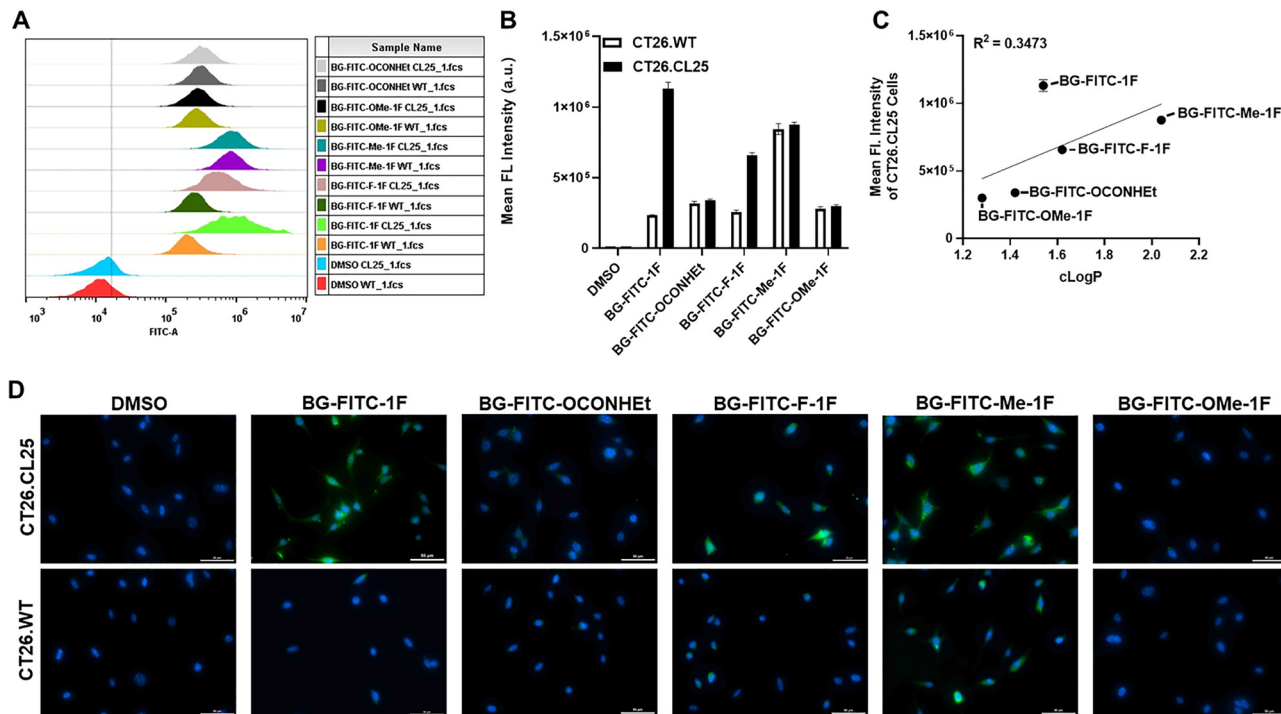 A
Sample Name
BG-FITC-OCONHEt CL25_1.fcs
BG-FITC-OCONHEt WT_1.fcs
BG-FITC-OMe-1F CL25_1.fcs
BG-FITC-OMe-1F WT_1.fcs
BG-FITC-Me-1F CL25_1.fcs
BG-FITC-Me-1F WT_1.fcs
BG-FITC-F-1F CL25_1.fcs
BG-FITC-F-1F WT_1.fcs
BG-FITC-1F CL25_1.fcs
BG-FITC-1F WT_1.fcs
DMSO CL25_1.fcs
DMSO WT_1.fcs
10³ 10⁴ 10⁵ 10⁶ 10⁷
FITC-A
B
Mean FL Intensity (a.u.)
1.5×10⁶
1×10⁶
5×10⁵
0
CT26.WT
CT26.CL25
DMSO
BG-FITC-1F
BG-FITC-OCONHEt
BG-FITC-F-1F
BG-FITC-Me-1F
BG-FITC-OMe-1F
C
Mean Fl. Intensity
of CT26.CL25 Cells
1.5×10⁶
1×10⁶
5×10⁵
0
R² = 0.3473
BG-FITC-1F
BG-FITC-Me-1F
BG-FITC-F-1F
BG-FITC-OCONHEt
BG-FITC-OMe-1F
1.2 1.4 1.6 1.8 2.0 2.2
cLogP
D
DMSO BG-FITC-1F BG-FITC-OCONHEt BG-FITC-F-1F BG-FITC-Me-1F BG-FITC-OMe-1F
CT26.CL25
50 µm
CT26.WT